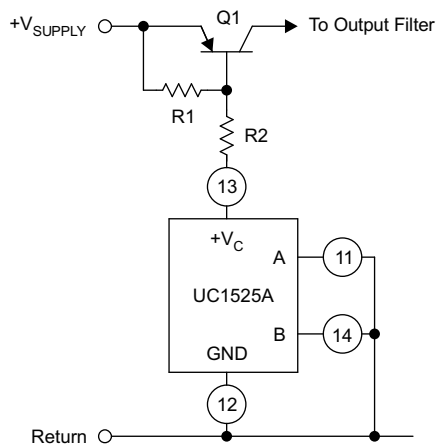 Q1
+VSUPPLY
To Output Filter
R1
R2
13
+VC
A
11
UC1525A
B
14
GND
12
Return